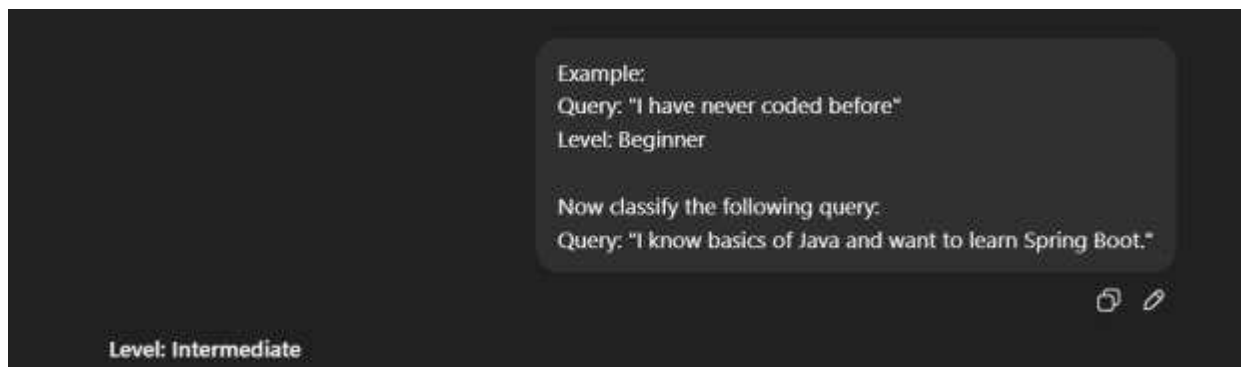 Example:
Query: "I have never coded before"
Level: Beginner
Now classify the following query:
Query: "I know basics of Java and want to learn Spring Boot."
Level: Intermediate